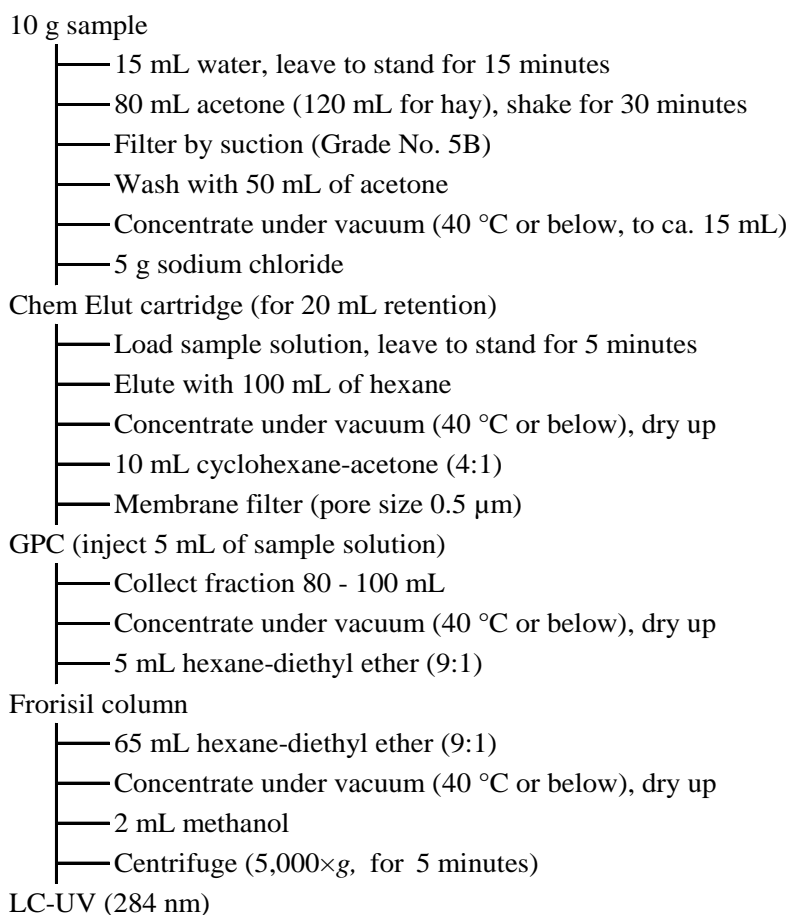 10 g sample
15 mL water, leave to stand for 15 minutes
80 mL acetone (120 mL for hay), shake for 30 minutes
Filter by suction (Grade No. 5B)
Wash with 50 mL of acetone
Concentrate under vacuum (40 °C or below, to ca. 15 mL)
5 g sodium chloride
Chem Elut cartridge (for 20 mL retention)
Load sample solution, leave to stand for 5 minutes
Elute with 100 mL of hexane
Concentrate under vacuum (40 °C or below), dry up
10 mL cyclohexane-acetone (4:1)
Membrane filter (pore size 0.5 µm)
GPC (inject 5 mL of sample solution)
Collect fraction 80 - 100 mL
Concentrate under vacuum (40 °C or below), dry up
5 mL hexane-diethyl ether (9:1)
Frorisil column
65 mL hexane-diethyl ether (9:1)
Concentrate under vacuum (40 °C or below), dry up
2 mL methanol
Centrifuge (5,000×g, for 5 minutes)
LC-UV (284 nm)